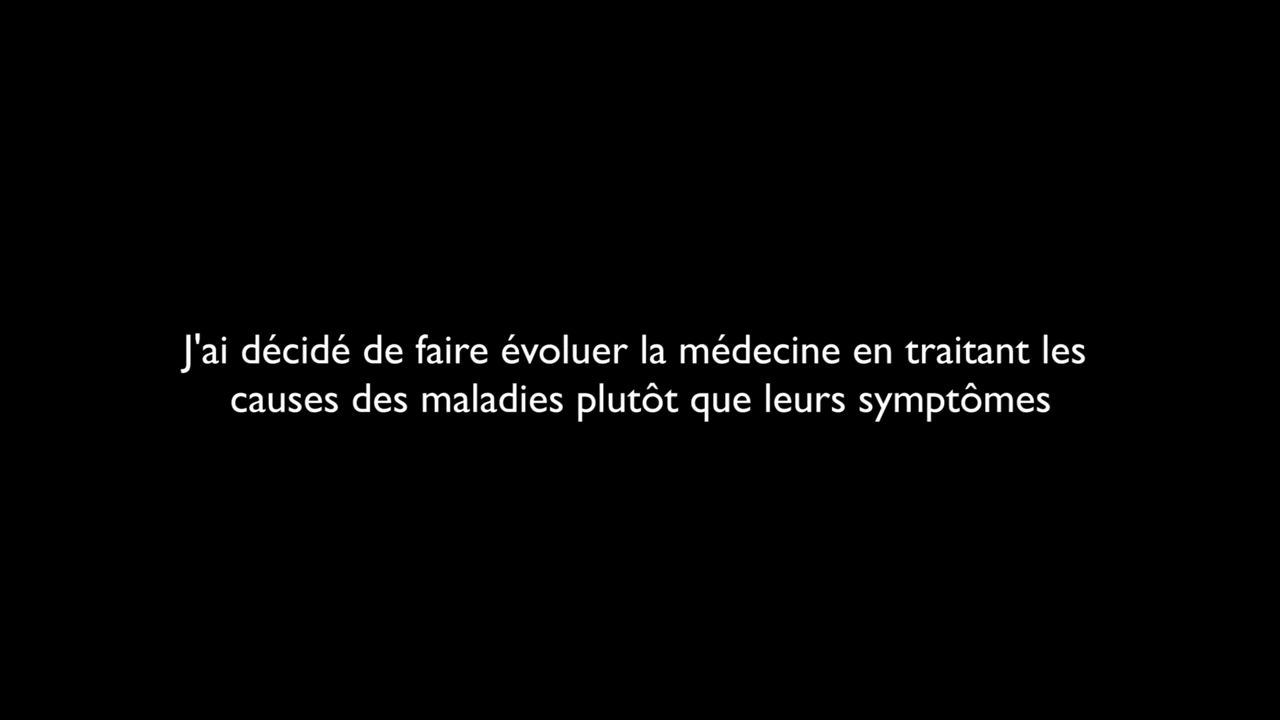 J'ai décidé de faire évoluer la médecine en traitant les
causes des maladies plutôt que leurs symptômes